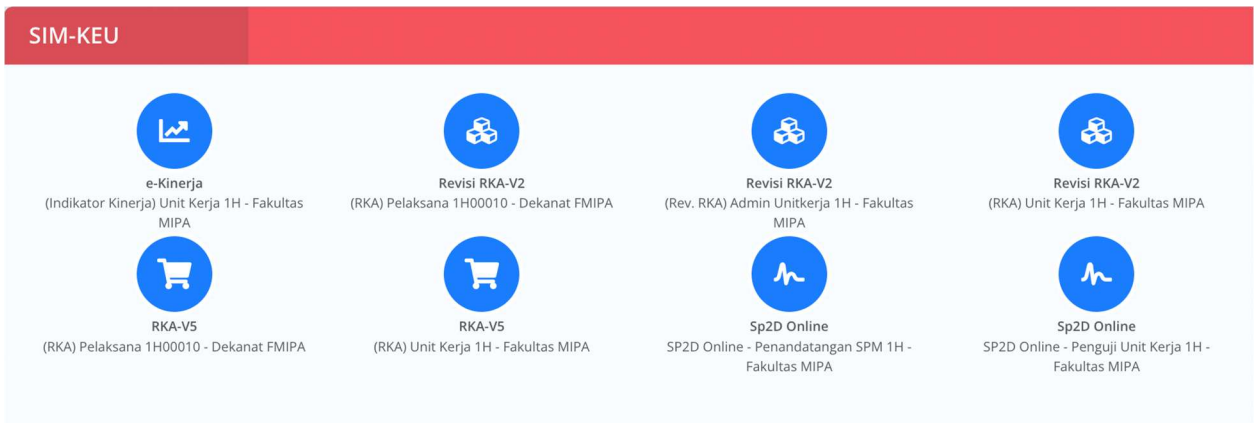 SIM-KEU
e-Kinerja
(Indikator Kinerja) Unit Kerja 1H - Fakultas
MIPA
Revisi RKA-V2
(RKA) Pelaksana 1H00010 - Dekanat FMIPA
Revisi RKA-V2
(Rev. RKA) Admin Unitkerja 1H - Fakultas
MIPA
Revisi RKA-V2
(RKA) Unit Kerja 1H - Fakultas MIPA
RKA-V5
(RKA) Pelaksana 1H00010 - Dekanat FMIPA
RKA-V5
(RKA) Unit Kerja 1H - Fakultas MIPA
Sp2D Online
SP2D Online - Penandatangan SPM 1H -
Fakultas MIPA
Sp2D Online
SP2D Online - Penguji Unit Kerja 1H -
Fakultas MIPA